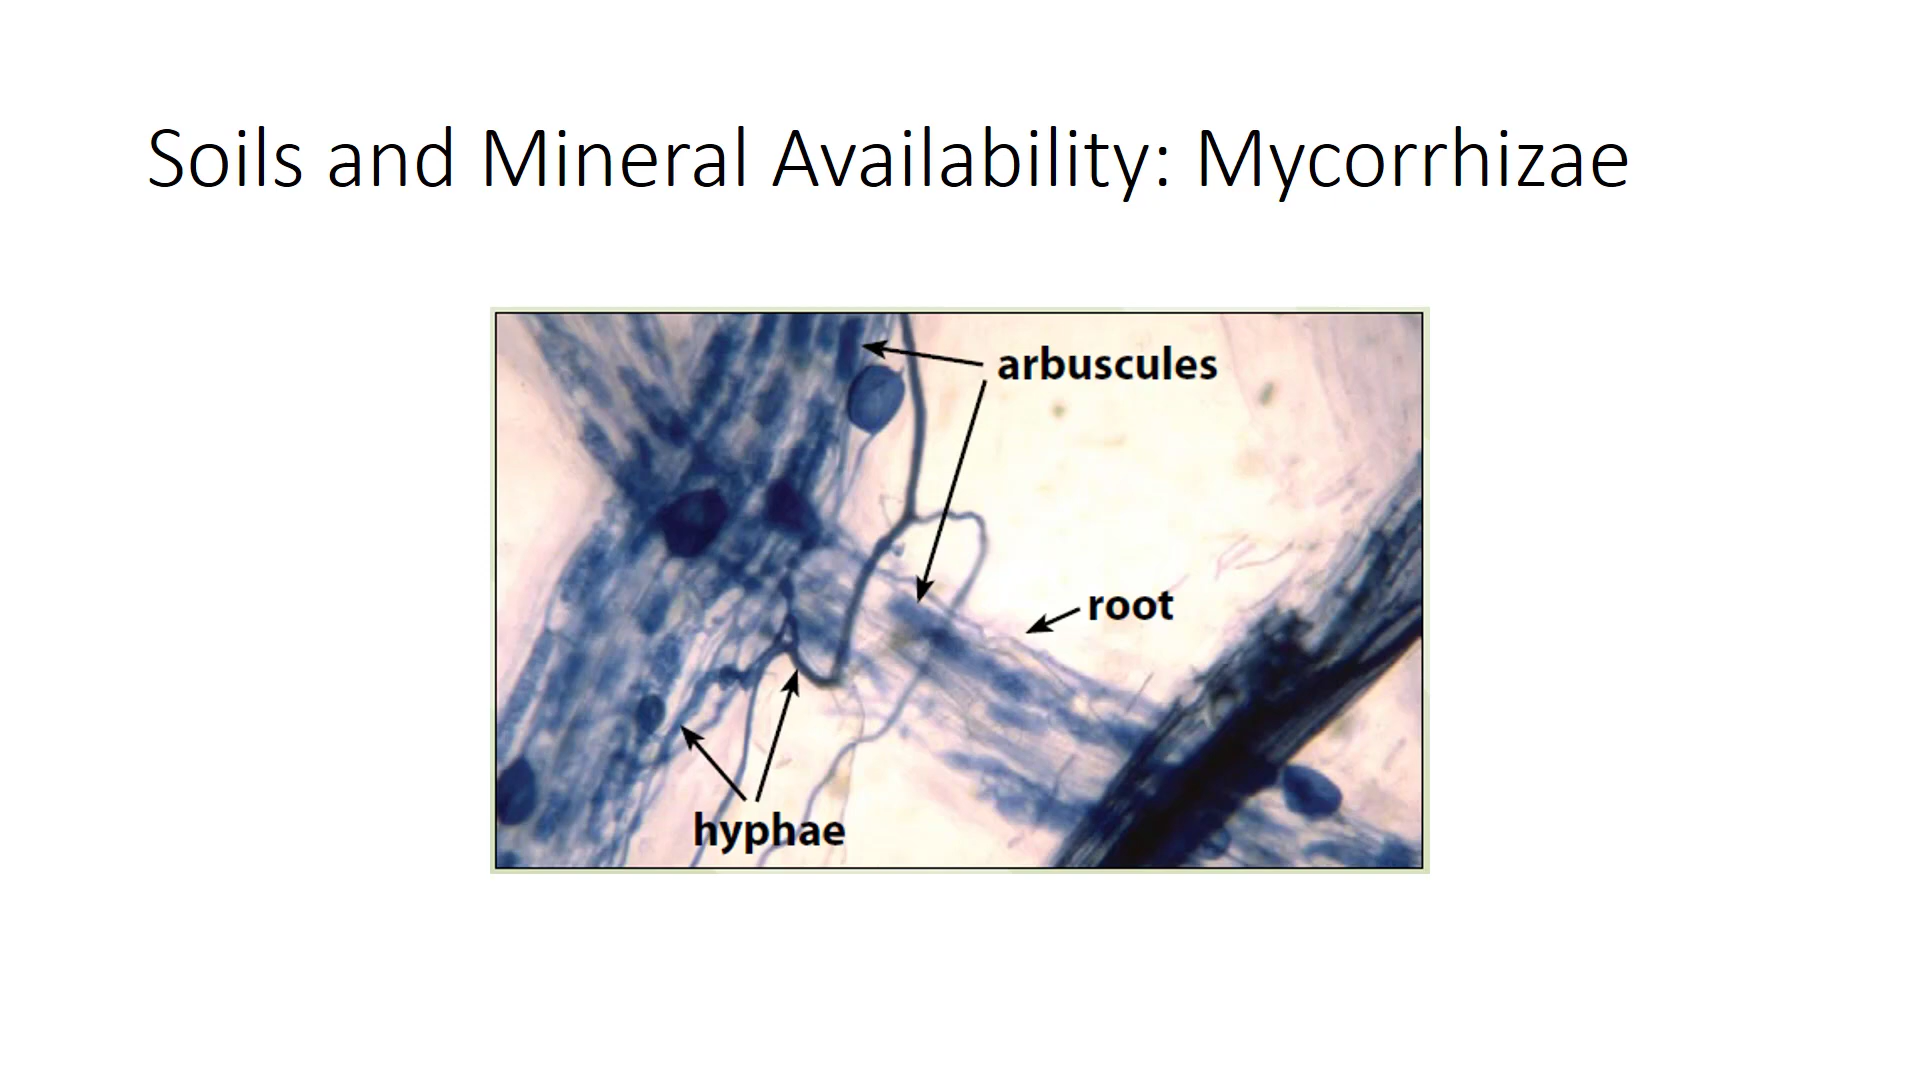 Soils and Mineral Availability: Mycorrhizae
arbuscules
root
hyphae